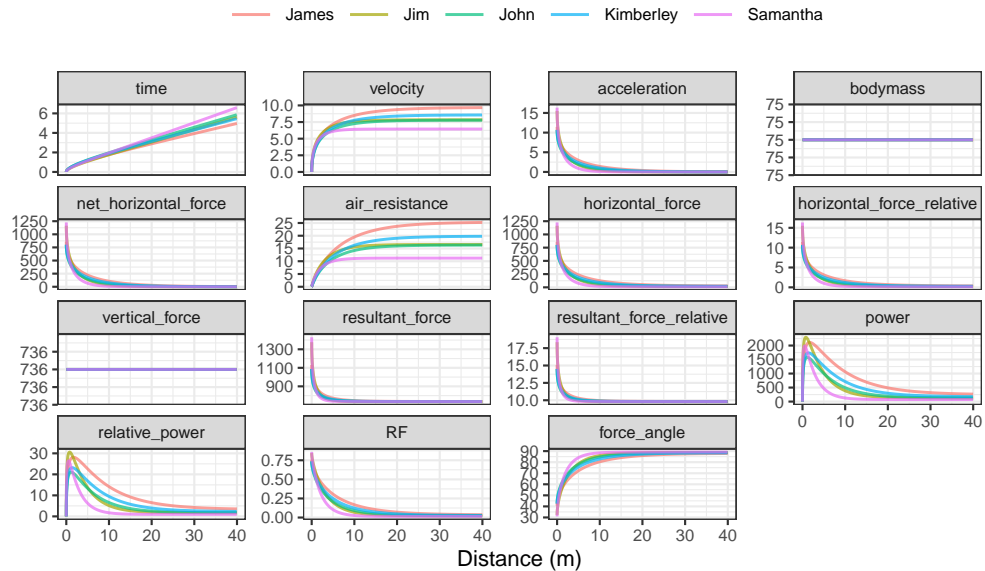 James Jim John Kimberley Samantha
time velocity acceleration bodymass
6 4 2 0
10.0 7.5 5.0 2.5 0.0
15 10 5 0
75 75 75 75 75
net_horizontal_force air_resistance horizontal_force horizontal_force_relative
1250 1000 750 500 250 0
25 20 15 10 5 0
1250 1000 750 500 250 0
15 10 5 0
vertical_force resultant_force resultant_force_relative power
736 736 736 736
1300 1100 900
17.5 15.0 12.5 10.0
2000 1500 1000 500 0
0 10 20 30 40
relative_power RF force_angle
30 20 10 0
0.75 0.50 0.25 0.00
90 80 70 60 50 40 30
0 10 20 30 40 0 10 20 30 40 0 10 20 30 40
Distance (m)